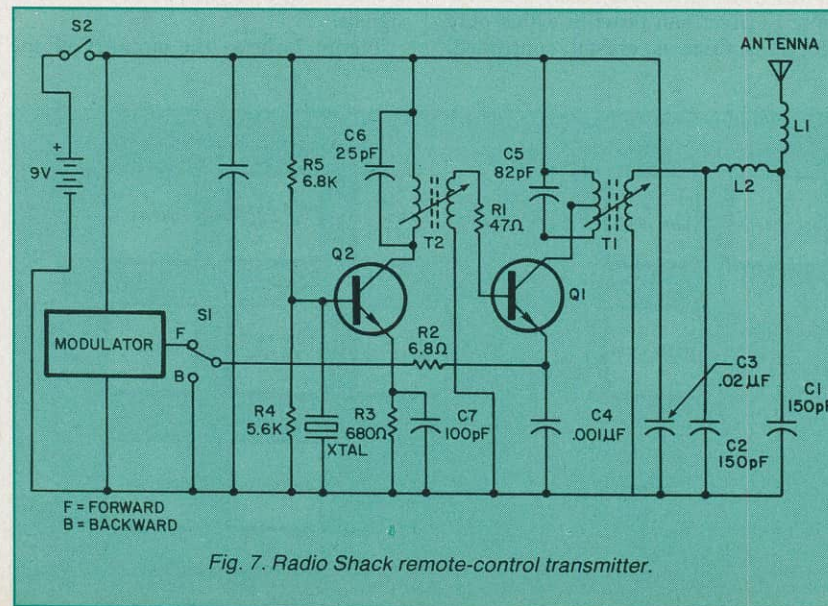 S2
ANTENNA
L1
C6
25pF
C5
82pF
R5
6.8K
+
9V
R1
47Ω
L2
T2
T1
Q2
Q1
S1
MODULATOR
F
R2
6.8Ω
B
C3
.02μF
C1
150pF
R4
5.6K
R3
680Ω
C7
100pF
C4
.001μF
XTAL
C2
150pF
F = FORWARD
B = BACKWARD
Fig. 7. Radio Shack remote-control transmitter.